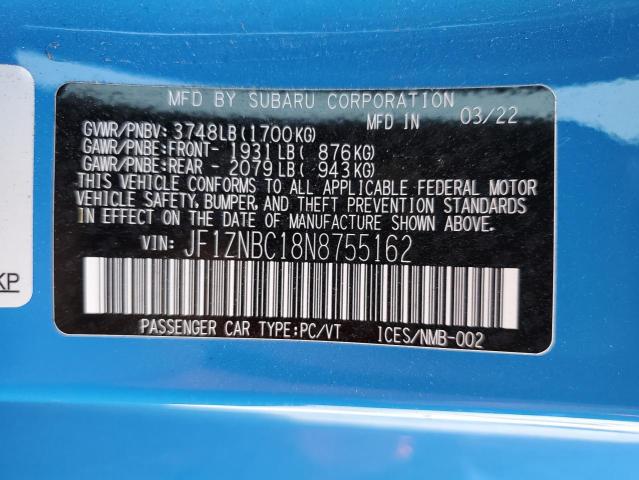 MFD BY SUBARU CORPORATION
MFD IN 03/22
GVWR/PNBV: 3748LB(1700KG)
GAWR/PNBE:FRONT- 1931LB( 876KG)
GAWR/PNBE:REAR - 2079LB( 943KG)
THIS VEHICLE CONFORMS TO ALL APPLICABLE FEDERAL MOTOR
VEHICLE SAFETY, BUMPER, AND THEFT PREVENTION STANDARDS
IN EFFECT ON THE DATE OF MANUFACTURE SHOWN ABOVE.
VIN: JF1ZNBC18N8755162
PASSENGER CAR TYPE:PC/VT ICES/NMB-002
KP